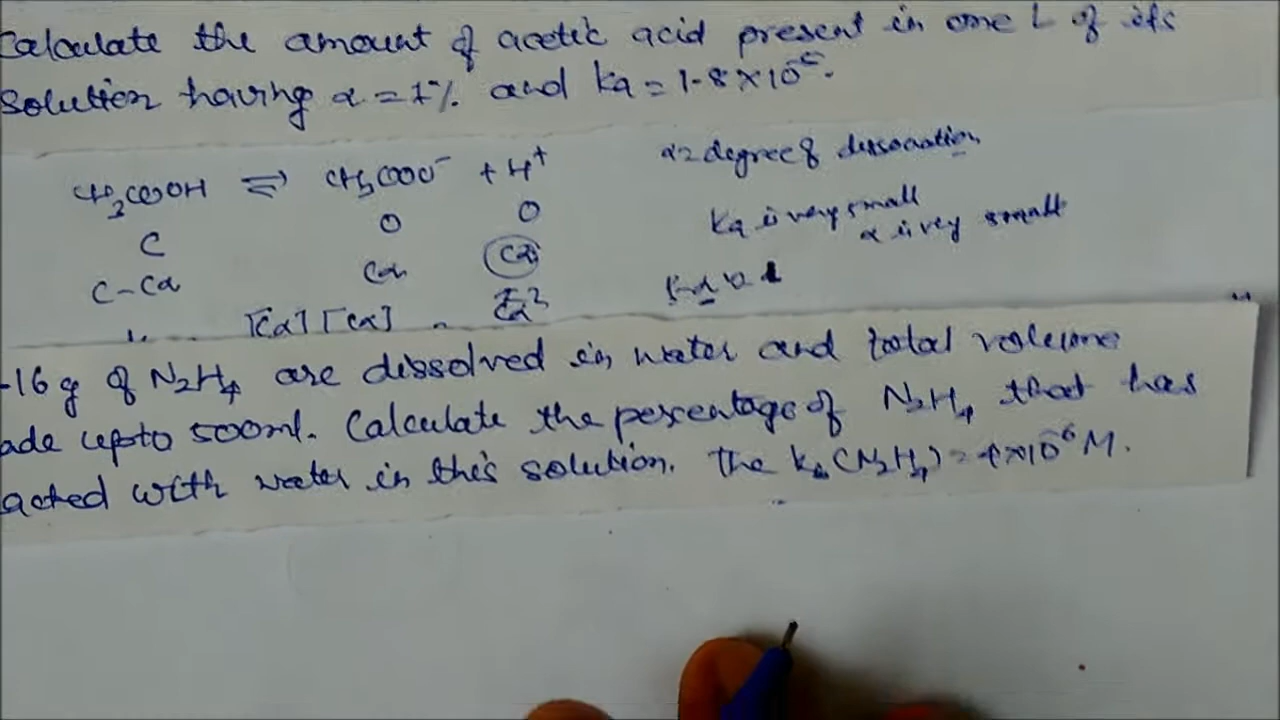 Calculate the amount of acetic acid present in one L of its
solution having α = 1% and ka = 1.8×10⁻⁵.
CH₃COOH ⇌ CH₃COO⁻ + H⁺ α = degree of dissociation
C 0 0 ka is very small
α is very small
C-Cα Cα Cα
[Cα][Cα] Cα²
-16 g of N₂H₄ are dissolved in water and total volume
ade upto 500ml. Calculate the percentage of N₂H₄ that has
acted with water in this solution. The kb (N₂H₄) = 4×10⁻⁶ M.